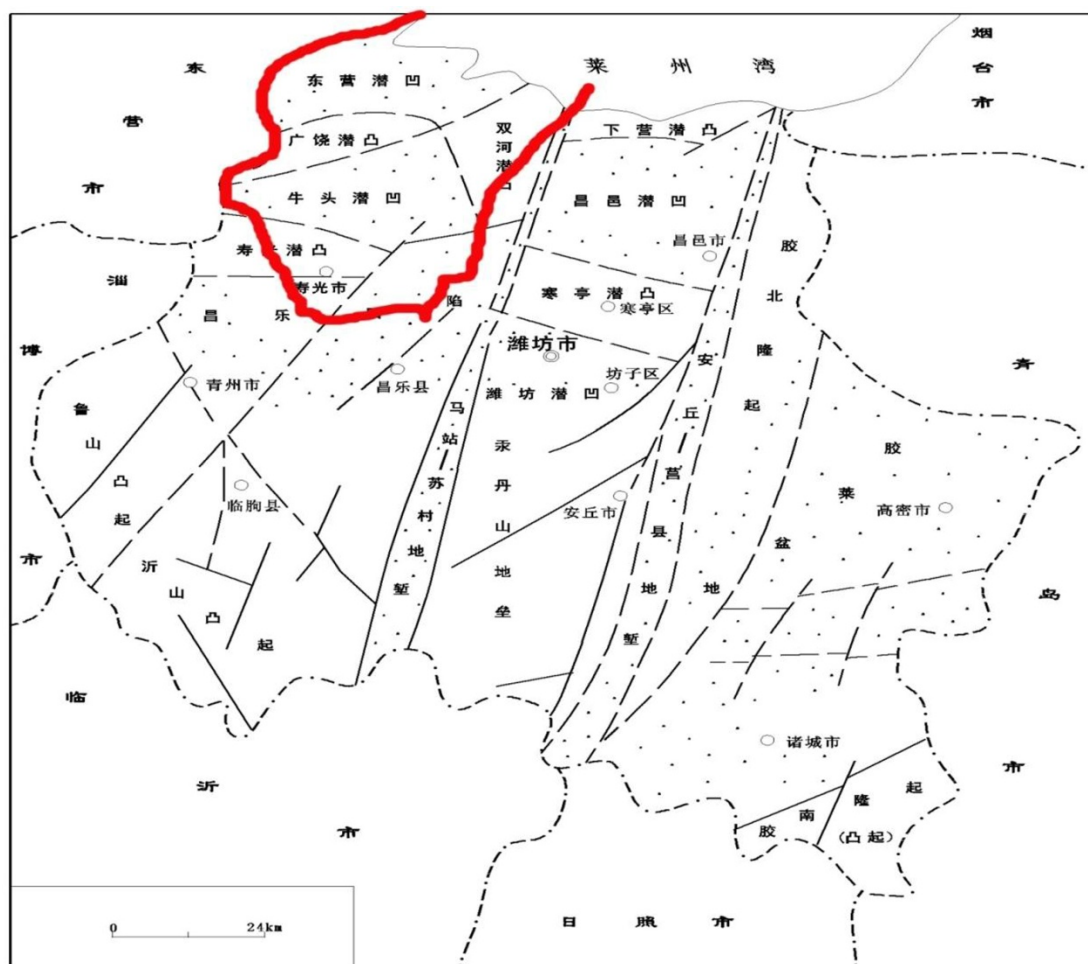 烟台市
东营市
莱州湾
东营潜凹
广饶潜凸
双河潜凸
下营潜凸
牛头潜凹
昌邑潜凹
昌邑市
胶北隆起
寿光潜凸
寿光市
寒亭潜凸
寒亭区
淄博市
昌乐
陷
潍坊市
青州市
昌乐县
坊子区
潍坊潜凹
安丘莒县地堑
鲁山凸起
马站苏村地堑
汞丹山地垒
青岛市
胶莱盆地
临朐县
安丘市
高密市
沂山凸起
临沂市
诸城市
胶南隆起
(凸起)
日照市
0 24km